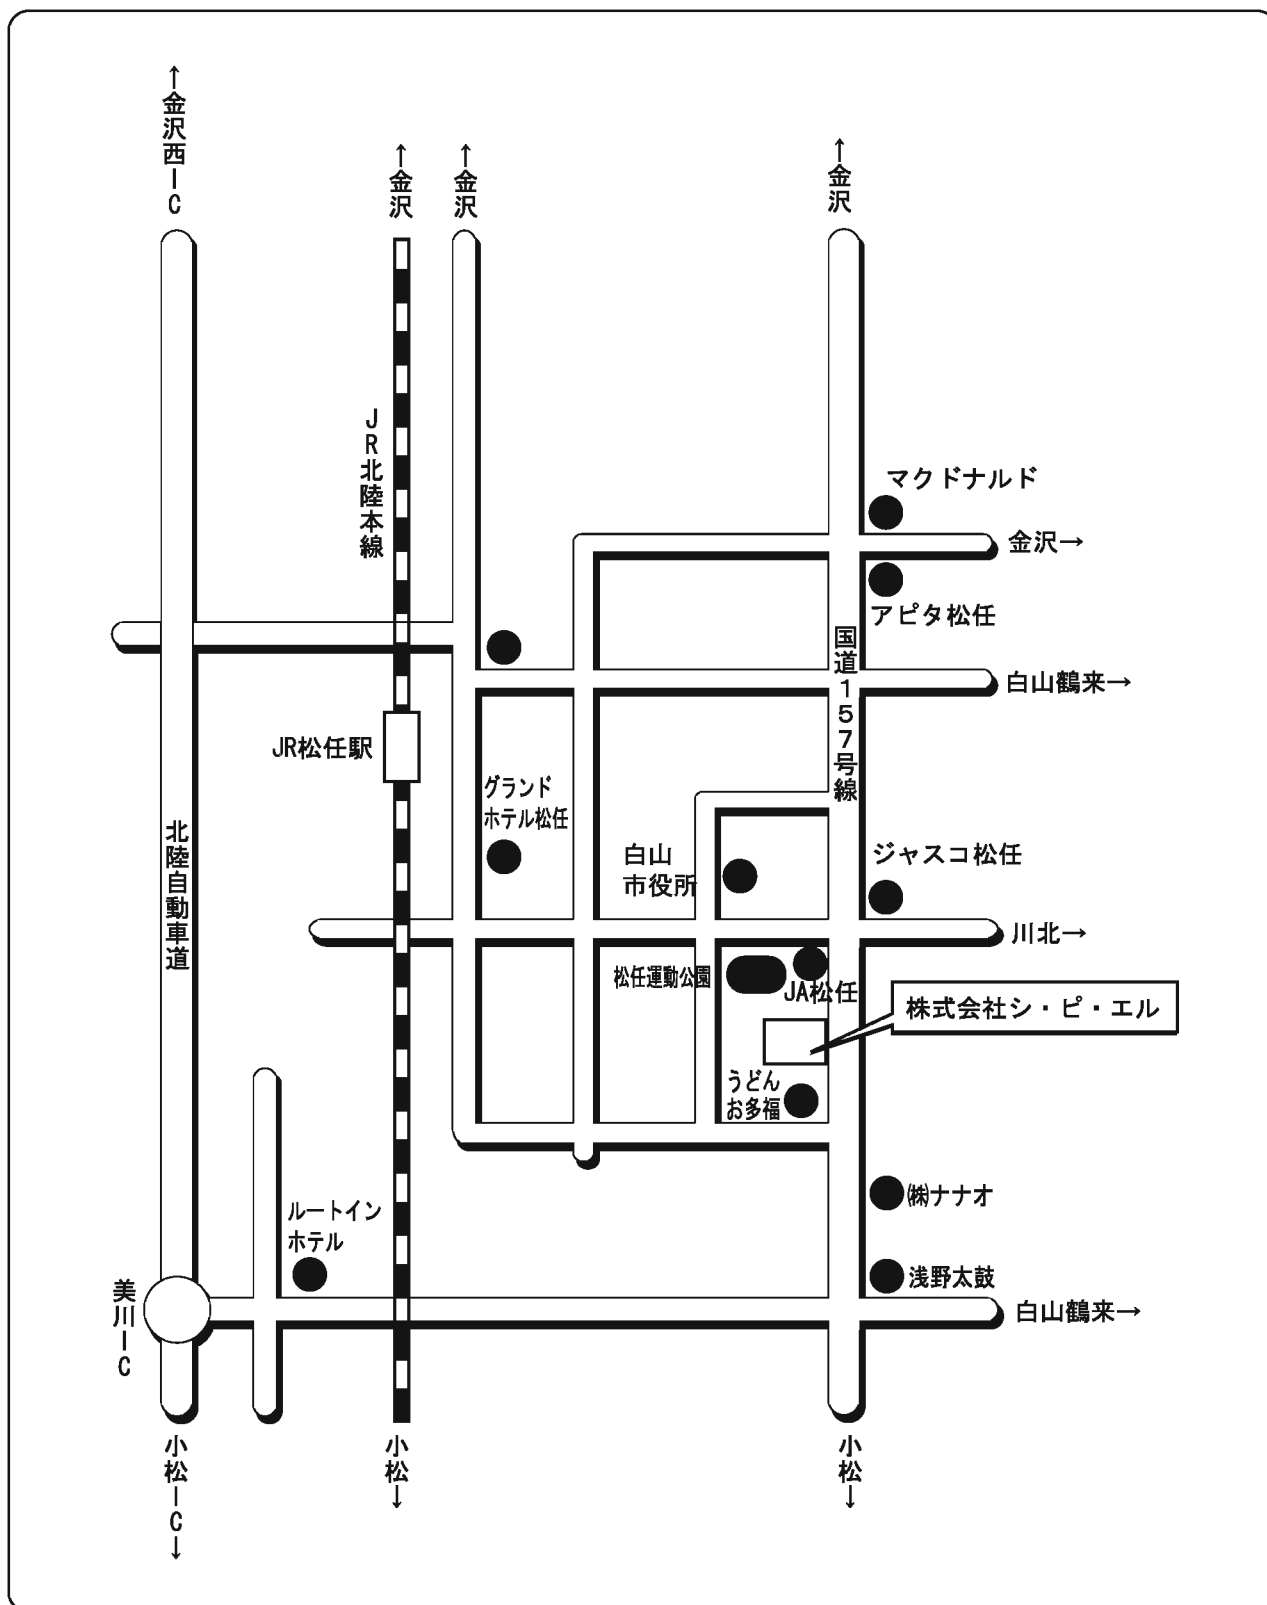 ↑金沢西IC
↑金沢
↑金沢
↑金沢
JR北陸本線
マクドナルド
金沢→
アピタ松任
国道157号線
白山鶴来→
JR松任駅
グランド
ホテル松任
北陸自動車道
白山
市役所
ジャスコ松任
川北→
松任運動公園
JA松任
株式会社シ・ピ・エル
うどん
お多福
㈱ナナオ
ルートイン
ホテル
浅野太鼓
美川IC
白山鶴来→
小松IC↓
小松↓
小松↓